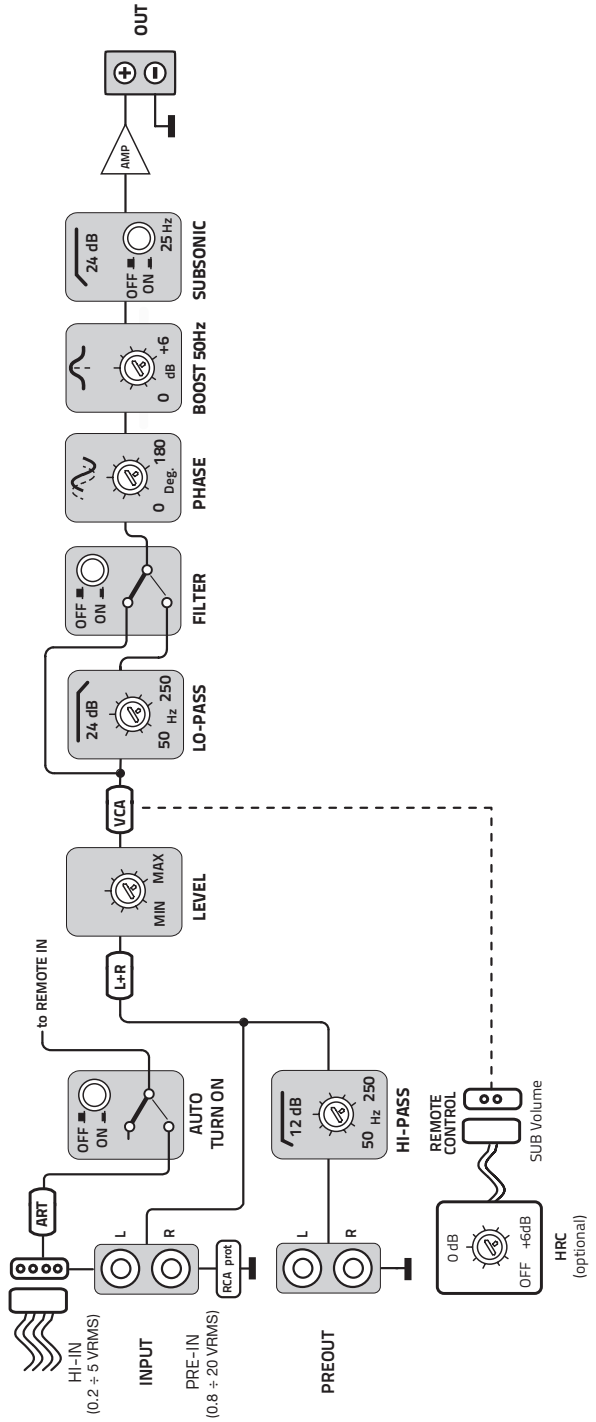 HI-IN
(0.2 ÷ 5 VRMS)
INPUT
PRE-IN
(0.8 ÷ 20 VRMS)
L
R
RCA prot
ART
OFF
ON
AUTO
TURN ON
to REMOTE IN
L+R
MIN MAX
LEVEL
VCA
24 dB
50 Hz 250
LO-PASS
OFF
ON
FILTER
0 Deg. 180
PHASE
0 dB +6
BOOST 50Hz
24 dB
OFF
ON
25 Hz
SUBSONIC
AMP
+
−
OUT
PREOUT
L
R
12 dB
50 Hz 250
HI-PASS
0 dB
OFF +6dB
HRC
(optional)
REMOTE
CONTROL
SUB Volume